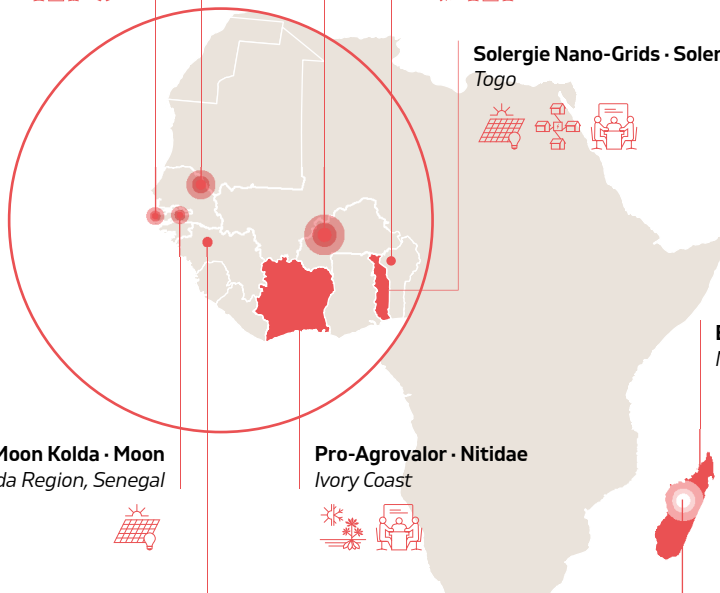 Solergie Nano-Grids · Soler
Togo
Moon Kolda · Moon
da Region, Senegal
Pro-Agrovalor · Nitidae
Ivory Coast